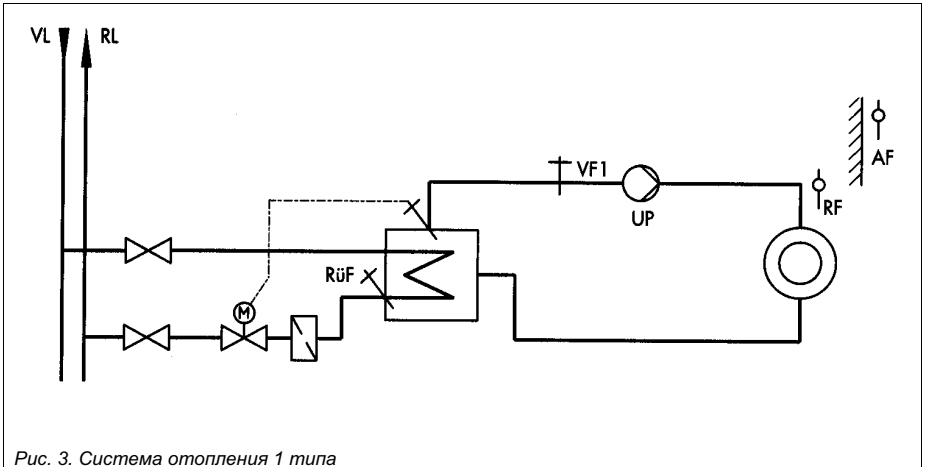 VL RL
AF
VF1
RF
UP
RüF
M
Рис. 3. Система отопления 1 типа